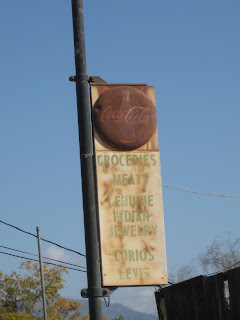 Coca-Cola
GROCERIES
MEATS
GENUINE
INDIAN
JEWELRY
CURIOS
LEVIS